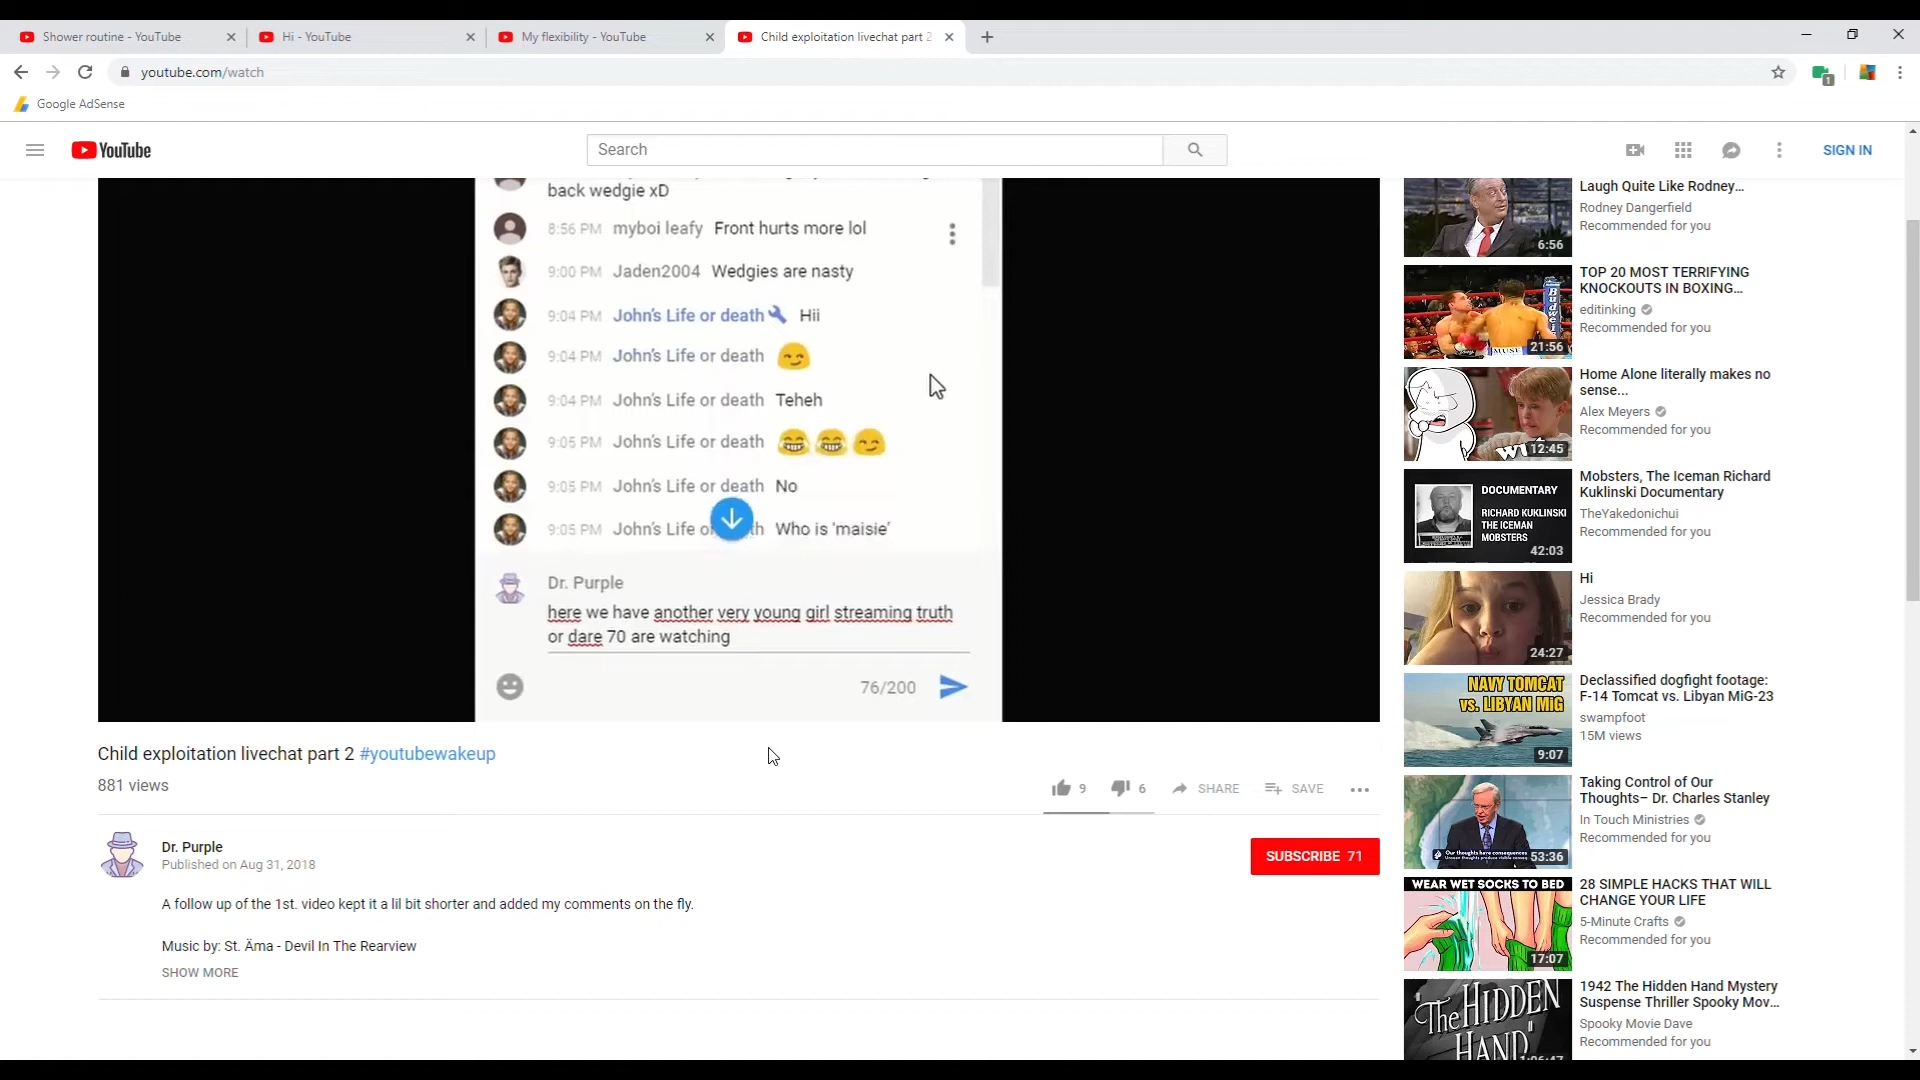 Shower routine - YouTube
Hi - YouTube
My flexibility - YouTube
Child exploitation livechat part 2
youtube.com/watch
1
Google AdSense
YouTube
Search
SIGN IN
back wedgie xD
8:56 PM myboi leafy Front hurts more lol
9:00 PM Jaden2004 Wedgies are nasty
9:04 PM John's Life or death Hii
9:04 PM John's Life or death
9:04 PM John's Life or death Teheh
9:05 PM John's Life or death
9:05 PM John's Life or death No
9:05 PM John's Life Who is 'maisie'
Dr. Purple
here we have another very young girl streaming truth
or dare 70 are watching
76/200
Child exploitation livechat part 2 #youtubewakeup
881 views
9
6
SHARE
SAVE
Dr. Purple
Published on Aug 31, 2018
SUBSCRIBE 71
A follow up of the 1st. video kept it a lil bit shorter and added my comments on the fly.
Music by: St. Äma - Devil In The Rearview
SHOW MORE
Laugh Quite Like Rodney...
Rodney Dangerfield
Recommended for you
6:56
TOP 20 MOST TERRIFYING
KNOCKOUTS IN BOXING...
editinking
Recommended for you
Budweis
21:56
Home Alone literally makes no
sense...
Alex Meyers
Recommended for you
12:45
Mobsters, The Iceman Richard
Kuklinski Documentary
TheYakedonichui
Recommended for you
DOCUMENTARY
RICHARD KUKLINSKI
THE ICEMAN
MOBSTERS
42:03
Hi
Jessica Brady
Recommended for you
24:27
Declassified dogfight footage:
F-14 Tomcat vs. Libyan MiG-23
swampfoot
15M views
NAVY TOMCAT
VS. LIBYAN MIG
9:07
Taking Control of Our
Thoughts– Dr. Charles Stanley
In Touch Ministries
Recommended for you
Our thoughts have consequences
53:36
28 SIMPLE HACKS THAT WILL
CHANGE YOUR LIFE
5-Minute Crafts
Recommended for you
WEAR WET SOCKS TO BED
17:07
1942 The Hidden Hand Mystery
Suspense Thriller Spooky Mov...
Spooky Movie Dave
Recommended for you
"The HIDDEN
HAND"